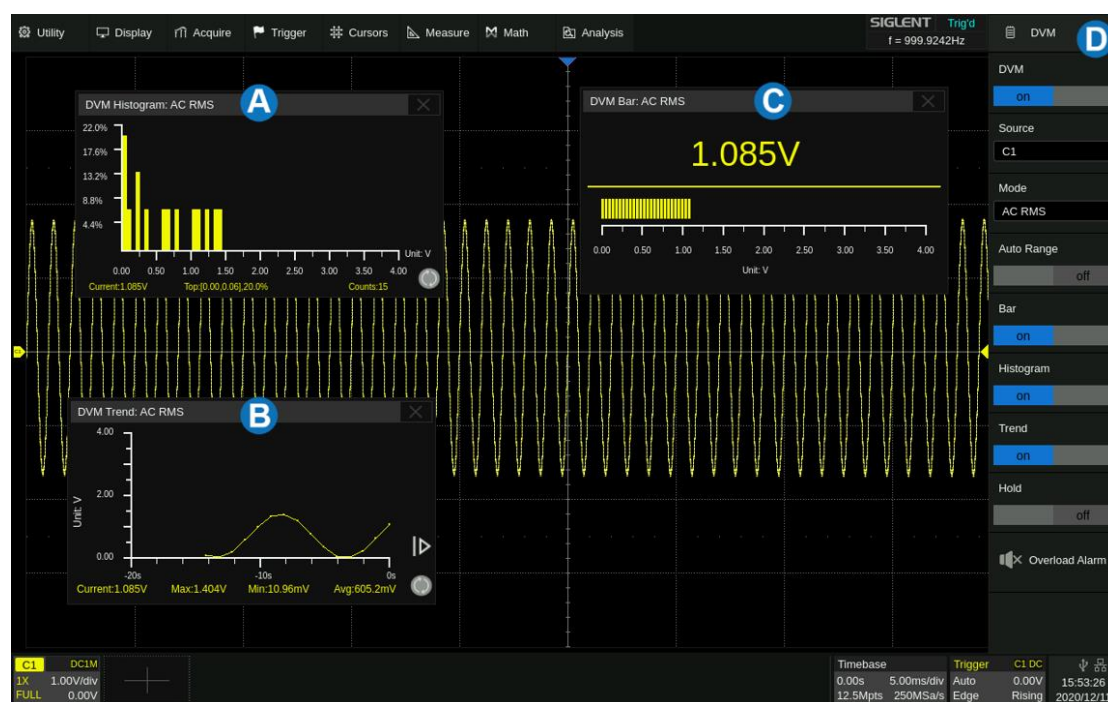 Utility Display Acquire Trigger Cursors Measure Math Analysis
SIGLENT Trig'd
f = 999.9242Hz
DVM
D
DVM
on
Source
C1
Mode
AC RMS
Auto Range
off
Bar
on
Histogram
on
Trend
on
Hold
off
Overload Alarm
DVM Histogram: AC RMS
A
22.0%
17.6%
13.2%
8.8%
4.4%
Unit: V
0.00 0.50 1.00 1.50 2.00 2.50 3.00 3.50 4.00
Current:1.085V Top:[0.00,0.06],20.0% Counts:15
DVM Bar: AC RMS
C
1.085V
0.00 0.50 1.00 1.50 2.00 2.50 3.00 3.50 4.00
Unit: V
DVM Trend: AC RMS
B
4.00
2.00
0.00
Unit: V
-20s -10s 0s
Current:1.085V Max:1.404V Min:10.96mV Avg:605.2mV
C1 DC1M
1X 1.00V/div
FULL 0.00V
Timebase
0.00s 5.00ms/div
12.5Mpts 250MSa/s
Trigger C1 DC
Auto 0.00V
Edge Rising
15:53:26
2020/12/11